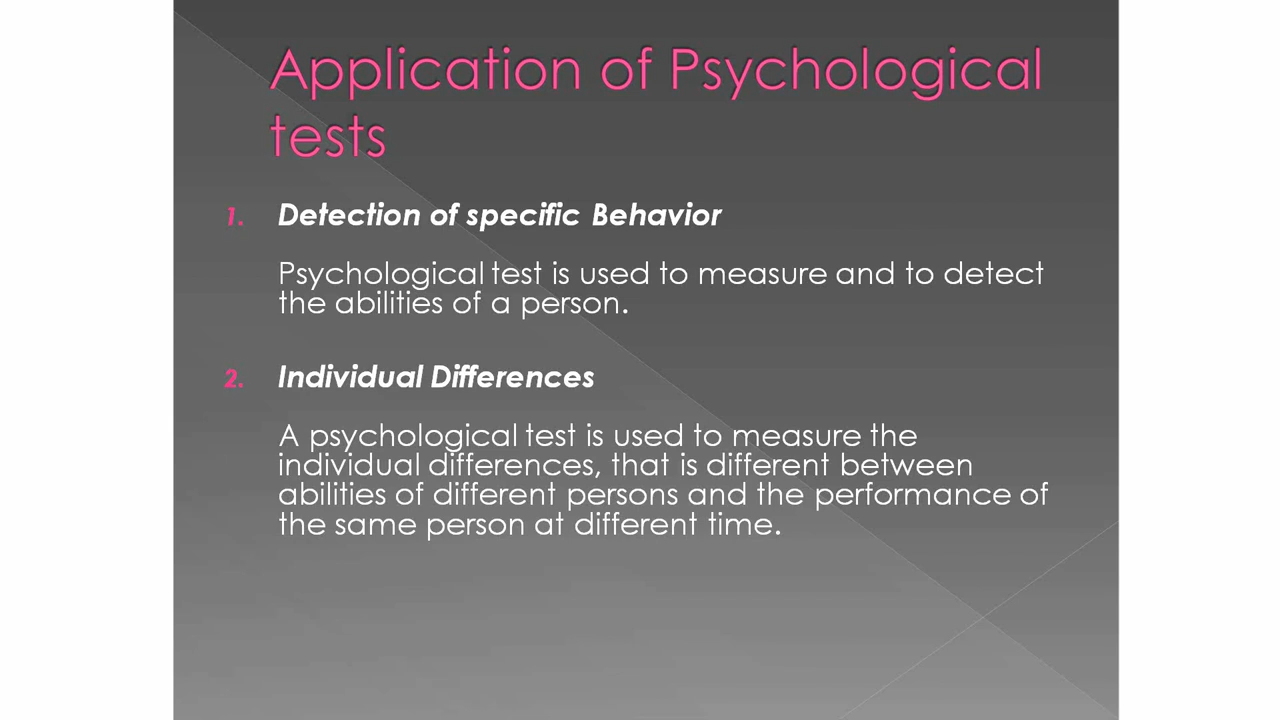 Application of Psychological
tests
1. Detection of specific Behavior
Psychological test is used to measure and to detect
the abilities of a person.
2. Individual Differences
A psychological test is used to measure the
individual differences, that is different between
abilities of different persons and the performance of
the same person at different time.